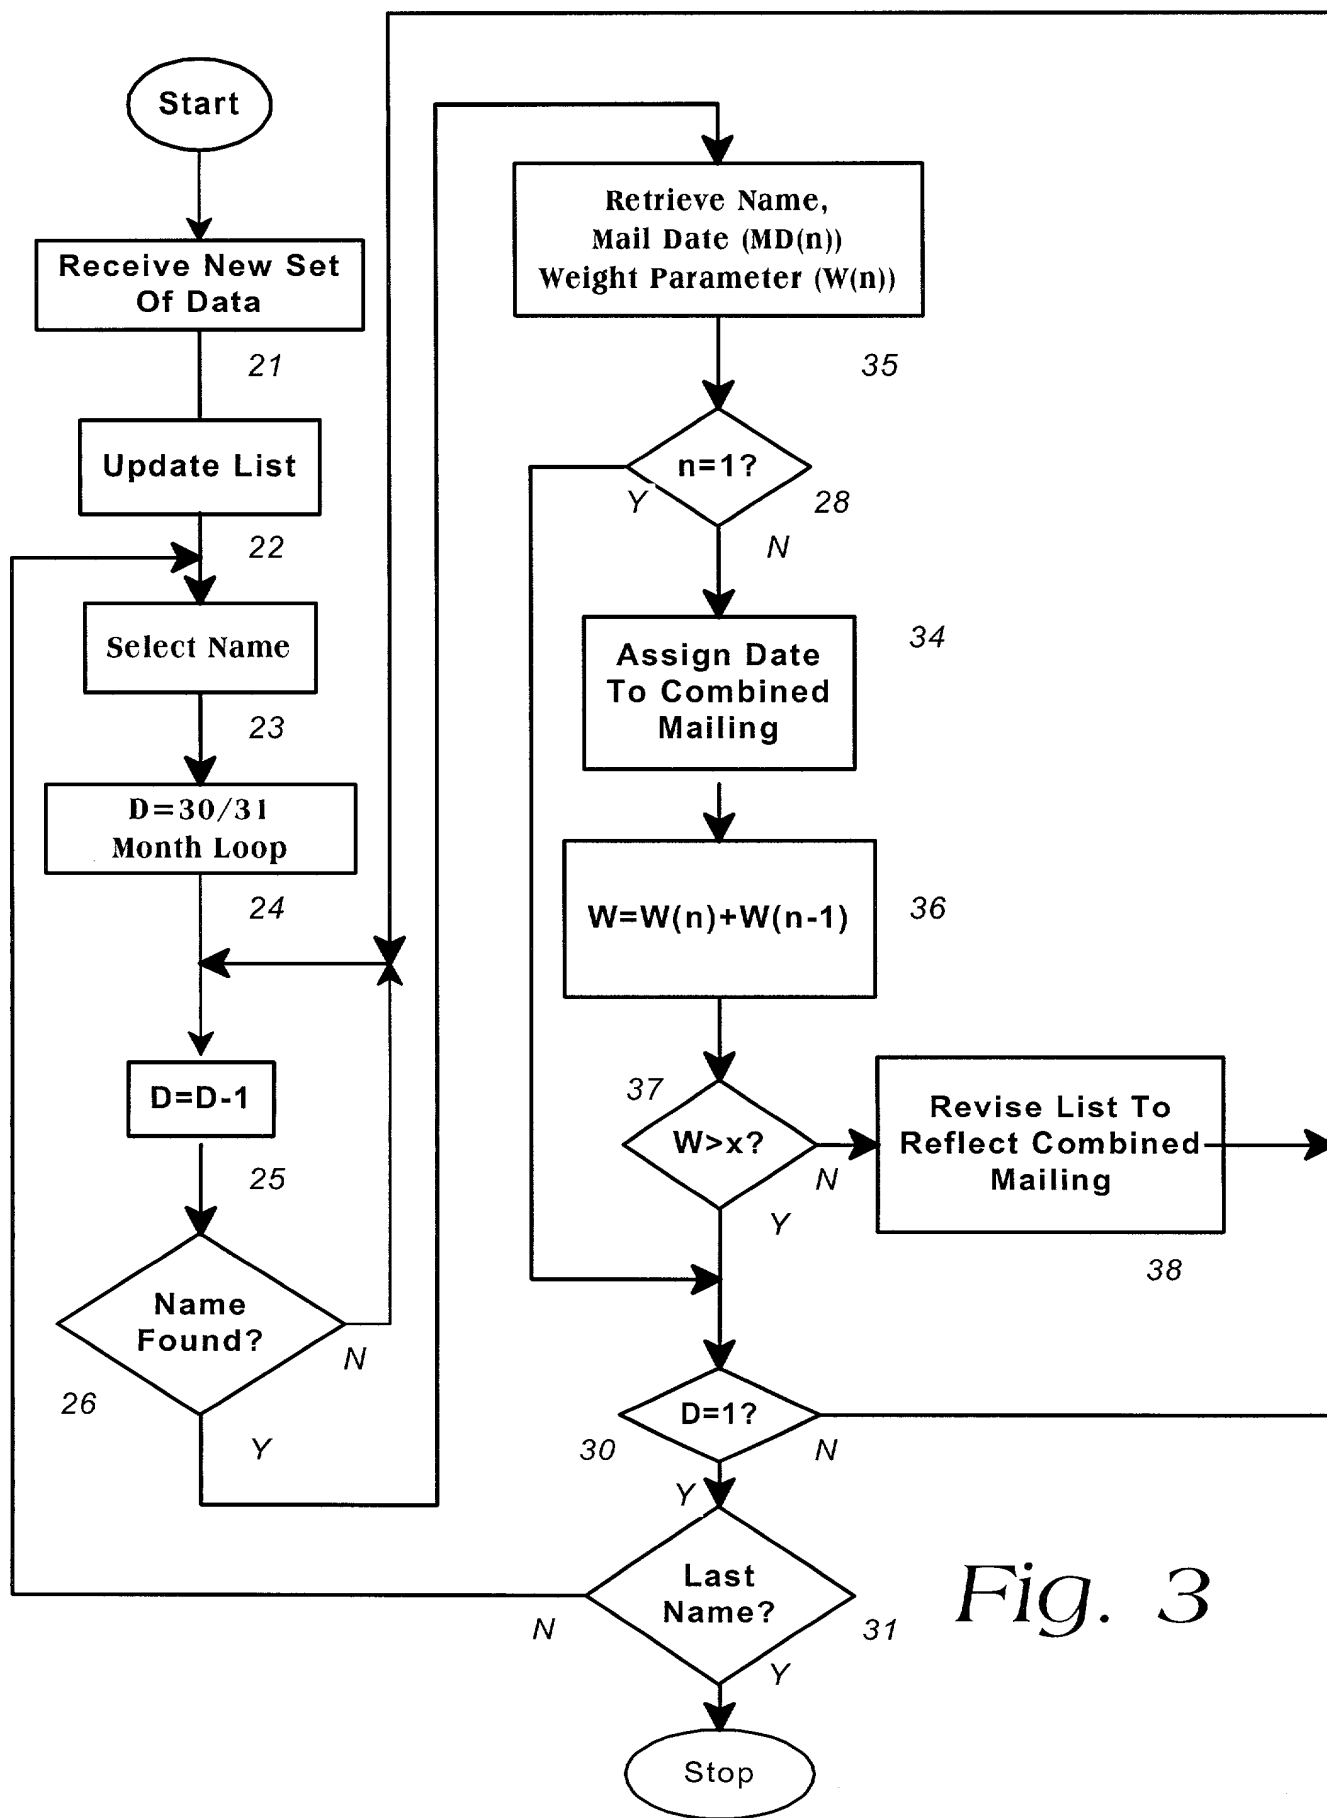 Start
Receive New Set
Of Data
21
Update List
22
Select Name
23
D=30/31
Month Loop
24
D=D-1
25
Name
Found?
N
26
Y
Retrieve Name,
Mail Date (MD(n))
Weight Parameter (W(n))
35
n=1?
Y
28
N
Assign Date
To Combined
Mailing
34
W=W(n)+W(n-1)
36
37
W>x?
N
Y
Revise List To
Reflect Combined
Mailing
38
D=1?
30
N
Y
Last
Name?
N
31
Y
Stop
Fig. 3